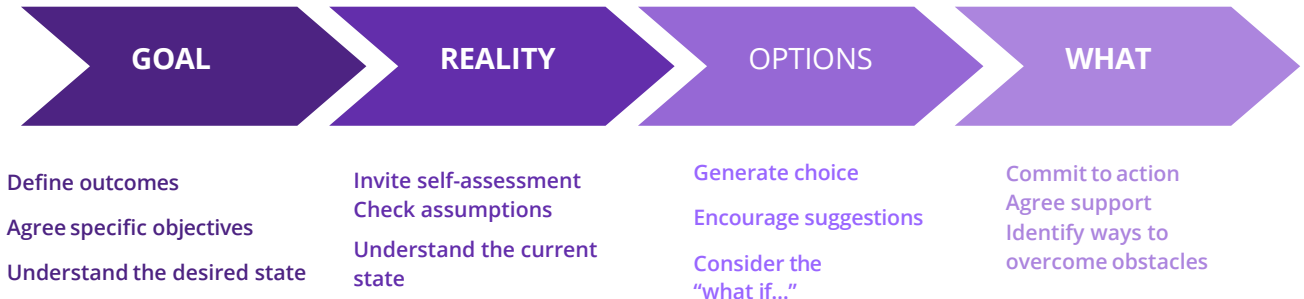 GOAL
REALITY
OPTIONS
WHAT
Define outcomes
Agree specific objectives
Understand the desired state
Invite self-assessment
Check assumptions
Understand the current
state
Generate choice
Encourage suggestions
Consider the
“what if...”
Commit to action
Agree support
Identify ways to
overcome obstacles